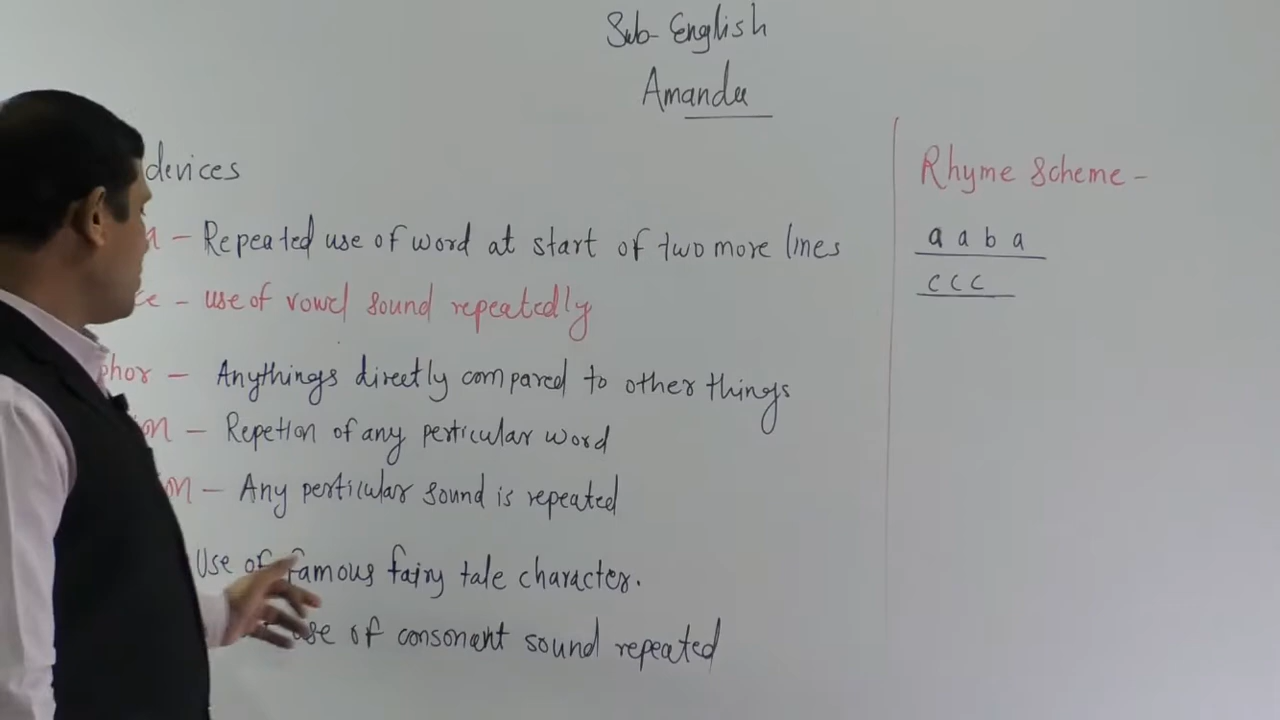 Sub- English
Amanda
devices
Rhyme Scheme -
- Repeated use of word at start of two more lines
a a b a
- use of vowel sound repeatedly
c c c
phor - Anythings directly compared to other things
- Repetion of any perticular word
- Any perticular sound is repeated
Use of famous fairy tale character.
use of consonant sound repeated